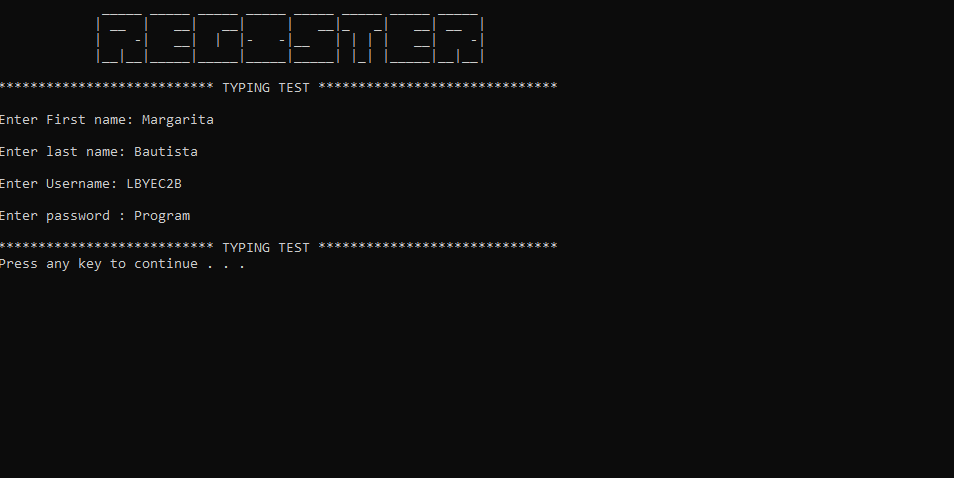 REGISTER
*************************** TYPING TEST ******************************
Enter First name: Margarita
Enter last name: Bautista
Enter Username: LBYEC2B
Enter password : Program
*************************** TYPING TEST ******************************
Press any key to continue . . .